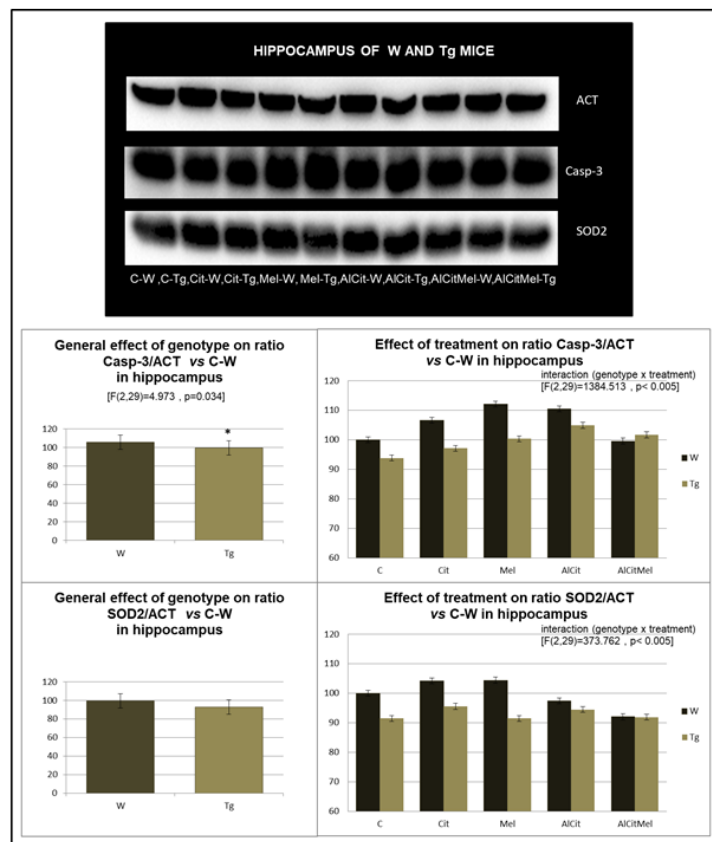 HIPPOCAMPUS OF W AND Tg MICE
ACT
Casp-3
SOD2
C-W ,C-Tg,Cit-W,Cit-Tg,Mel-W, Mel-Tg,AlCit-W,AlCit-Tg,AlCitMel-W,AlCitMel-Tg
General effect of genotype on ratio
Casp-3/ACT vs C-W
in hippocampus
[F(2,29)=4.973 , p=0.034]
120
100
80
60
40
20
0
*
W
Tg
Effect of treatment on ratio Casp-3/ACT
vs C-W in hippocampus
interaction (genotype x treatment)
[F(2,29)=1384.513 , p< 0.005]
120
110
100
90
80
70
60
C
Cit
Mel
AlCit
AlCitMel
W
Tg
General effect of genotype on ratio
SOD2/ACT vs C-W
in hippocampus
120
100
80
60
40
20
0
W
Tg
Effect of treatment on ratio SOD2/ACT
vs C-W in hippocampus
interaction (genotype x treatment)
[F(2,29)=373.762 , p< 0.005]
120
110
100
90
80
70
60
C
Cit
Mel
AlCit
AlCitMel
W
Tg